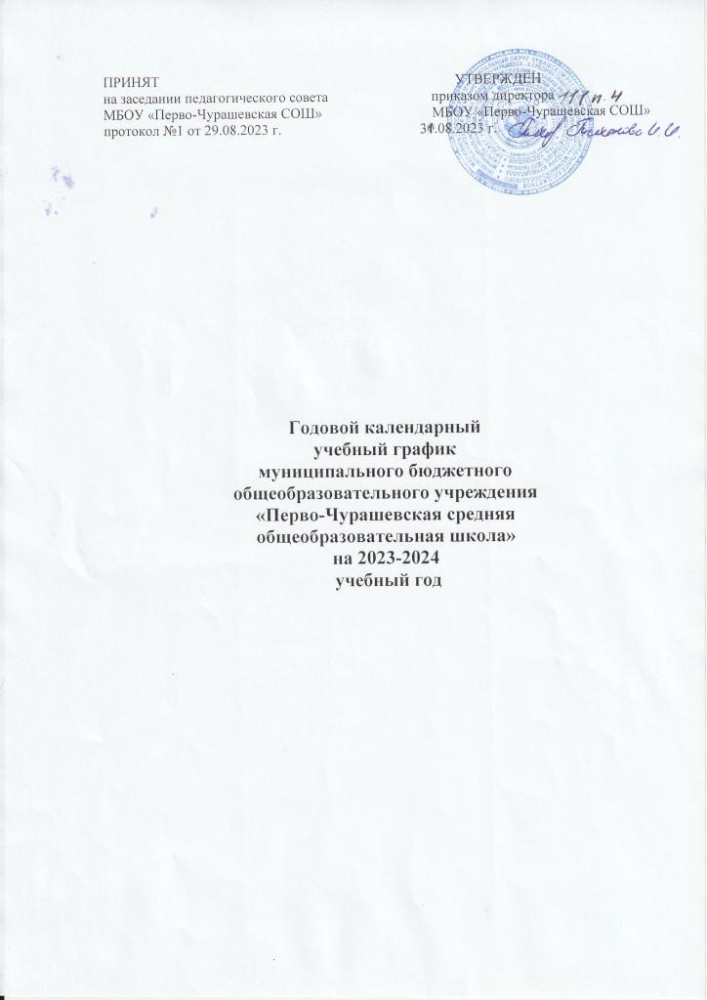 ПРИНЯТ
на заседании педагогического совета
МБОУ «Перво-Чурашевская СОШ»
протокол №1 от 29.08.2023 г.
УТВЕРЖДЕН
приказом директора 111 п. 4
МБОУ «Перво-Чурашевская СОШ»
31.08.2023 г.
Годовой календарный
учебный график
муниципального бюджетного
общеобразовательного учреждения
«Перво-Чурашевская средняя
общеобразовательная школа»
на 2023-2024
учебный год